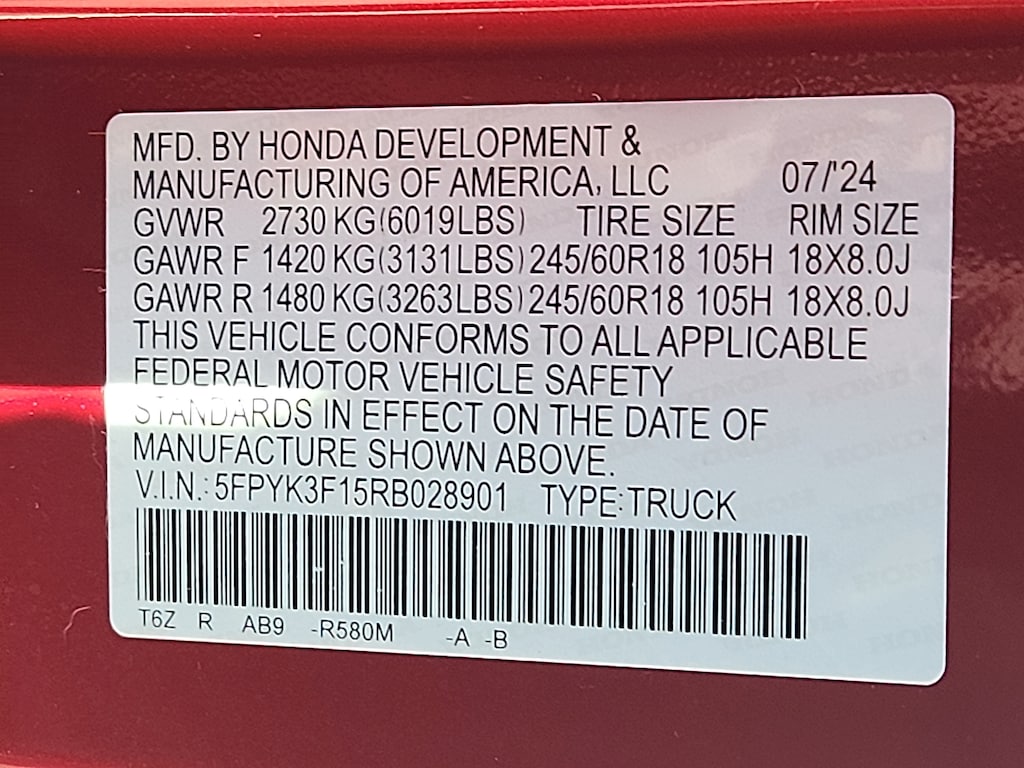 MFD. BY HONDA DEVELOPMENT &
MANUFACTURING OF AMERICA, LLC 07/'24
GVWR 2730 KG(6019LBS) TIRE SIZE RIM SIZE
GAWR F 1420 KG(3131LBS) 245/60R18 105H 18X8.0J
GAWR R 1480 KG(3263LBS) 245/60R18 105H 18X8.0J
THIS VEHICLE CONFORMS TO ALL APPLICABLE
FEDERAL MOTOR VEHICLE SAFETY
STANDARDS IN EFFECT ON THE DATE OF
MANUFACTURE SHOWN ABOVE.
V.I.N.: 5FPYK3F15RB028901 TYPE: TRUCK
T6Z R AB9 -R580M -A -B